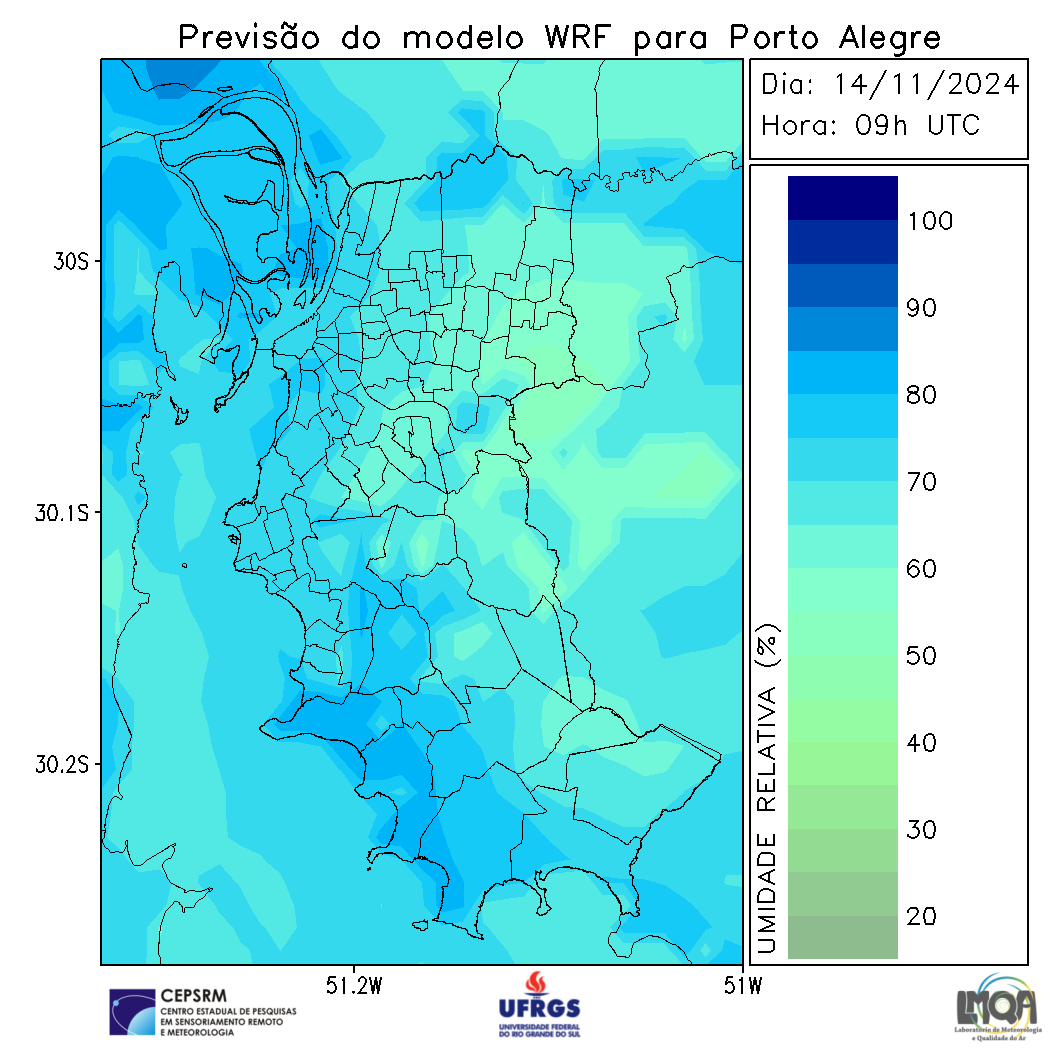 Previsão do modelo WRF para Porto Alegre
Dia: 14/11/2024
Hora: 09h UTC
100
90
80
70
60
50
40
30
20
UMIDADE RELATIVA (%)
30S
30.1S
30.2S
51.2W
51W
CEPSRM
CENTRO ESTADUAL DE PESQUISAS
EM SENSORIAMENTO REMOTO
E METEOROLOGIA
UFRGS
UNIVERSIDADE FEDERAL
DO RIO GRANDE DO SUL
LMQA
Laboratório de Meteorologia
e Qualidade do Ar